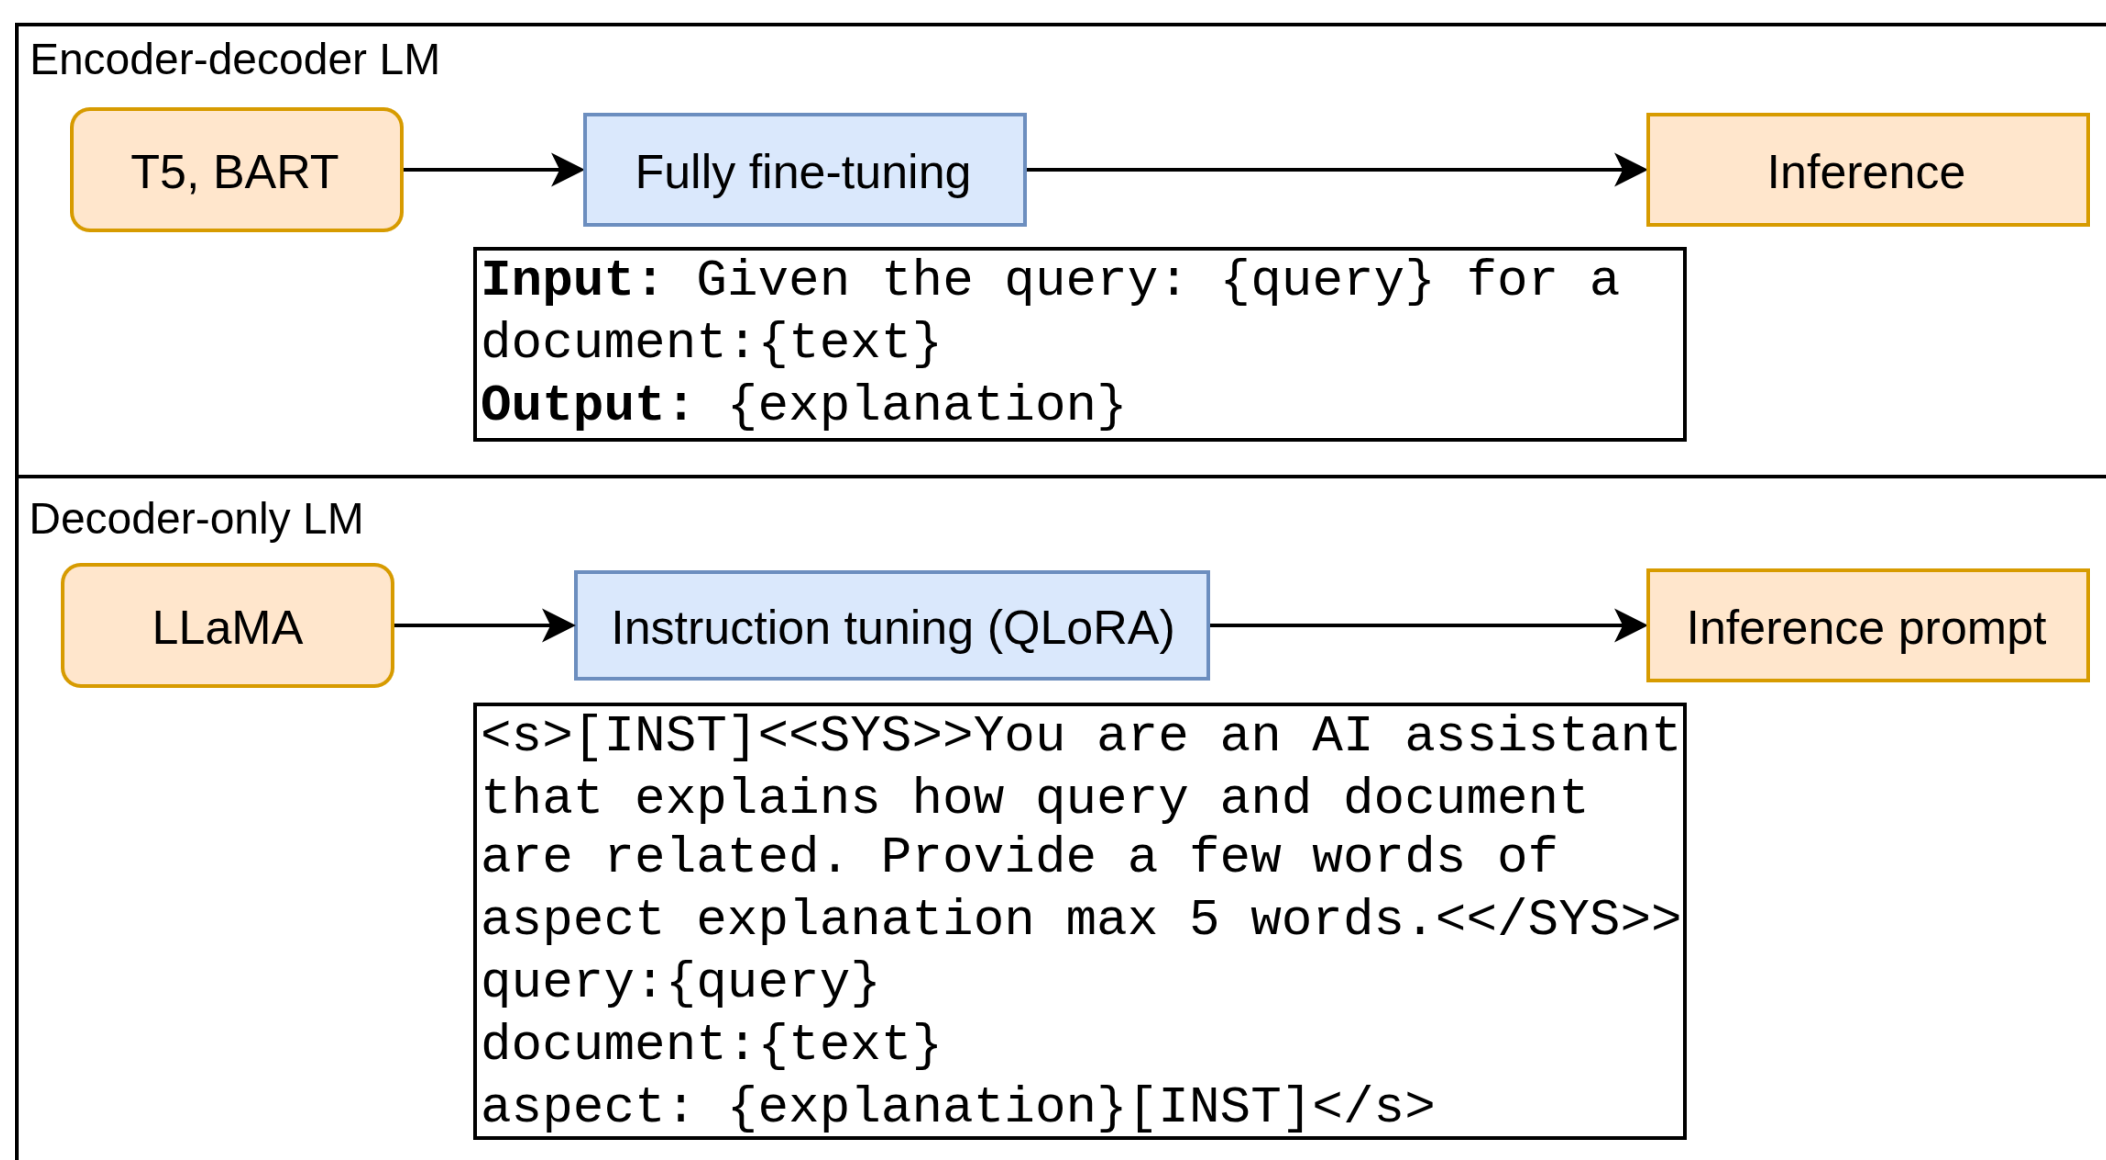 Encoder-decoder LM
T5, BART
Fully fine-tuning
Inference
Input: Given the query: {query} for a
document:{text}
Output: {explanation}
Decoder-only LM
LLaMA
Instruction tuning (QLoRA)
Inference prompt
<s>[INST]<<SYS>>You are an AI assistant
that explains how query and document
are related. Provide a few words of
aspect explanation max 5 words.<</SYS>>
query:{query}
document:{text}
aspect: {explanation}[INST]</s>